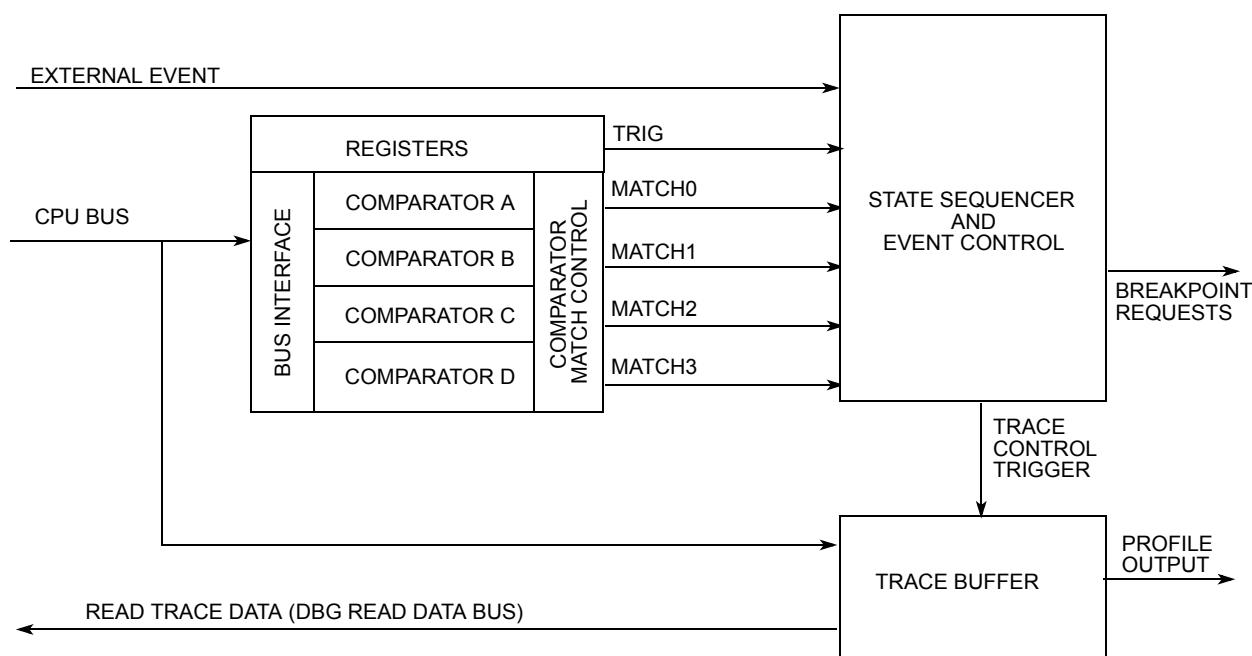 EXTERNAL EVENT
REGISTERS
TRIG
CPU BUS
BUS INTERFACE
COMPARATOR A
COMPARATOR B
COMPARATOR C
COMPARATOR D
COMPARATOR
MATCH CONTROL
MATCH0
MATCH1
MATCH2
MATCH3
STATE SEQUENCER
AND
EVENT CONTROL
BREAKPOINT
REQUESTS
TRACE
CONTROL
TRIGGER
TRACE BUFFER
PROFILE
OUTPUT
READ TRACE DATA (DBG READ DATA BUS)